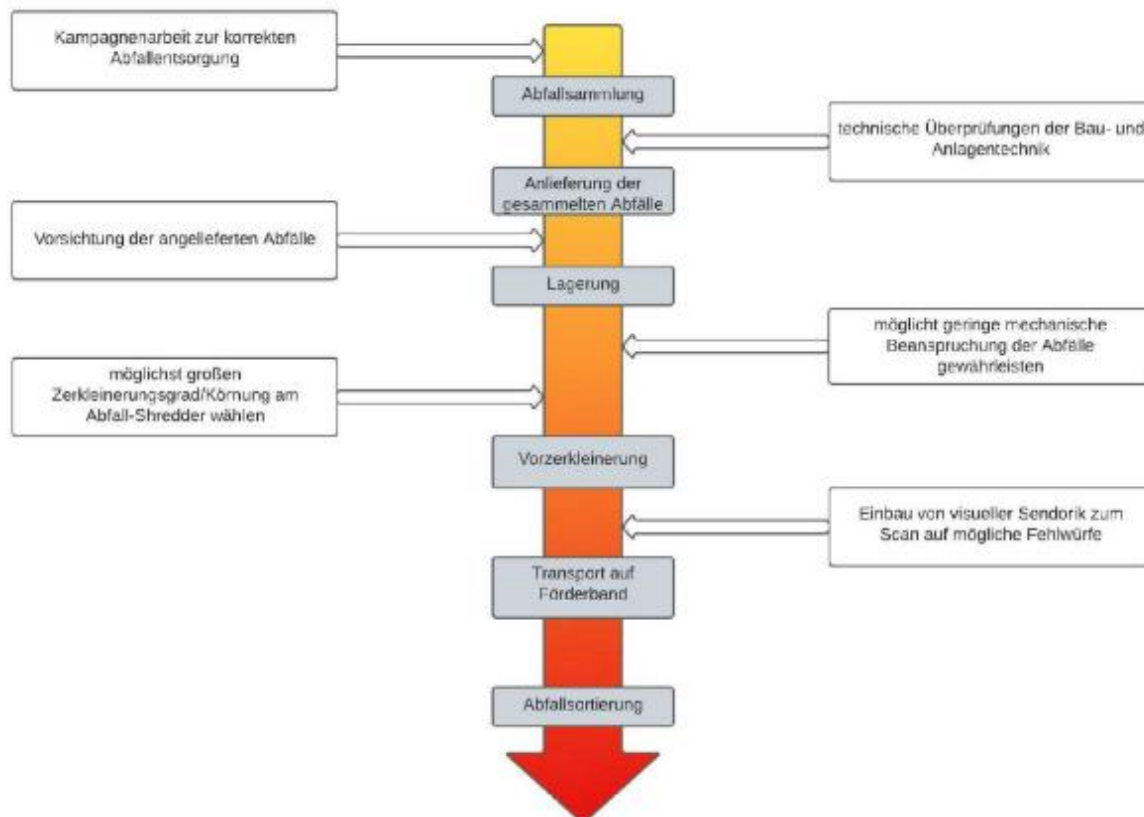 Kampagnenarbeit zur korrekten
Abfallentsorgung
Abfallsammlung
technische Überprüfungen der Bau- und
Anlagentechnik
Anlieferung der
gesammelten Abfälle
Vorsichtung der angelieferten Abfälle
Lagerung
möglicht geringe mechanische
Beanspruchung der Abfälle
gewährleisten
möglichst großen
Zerkleinerungsgrad/Körnung am
Abfall-Shredder wählen
Vorzerkleinerung
Einbau von visueller Sendorik zum
Scan auf mögliche Fehlwürfe
Transport auf
Förderband
Abfallsortierung